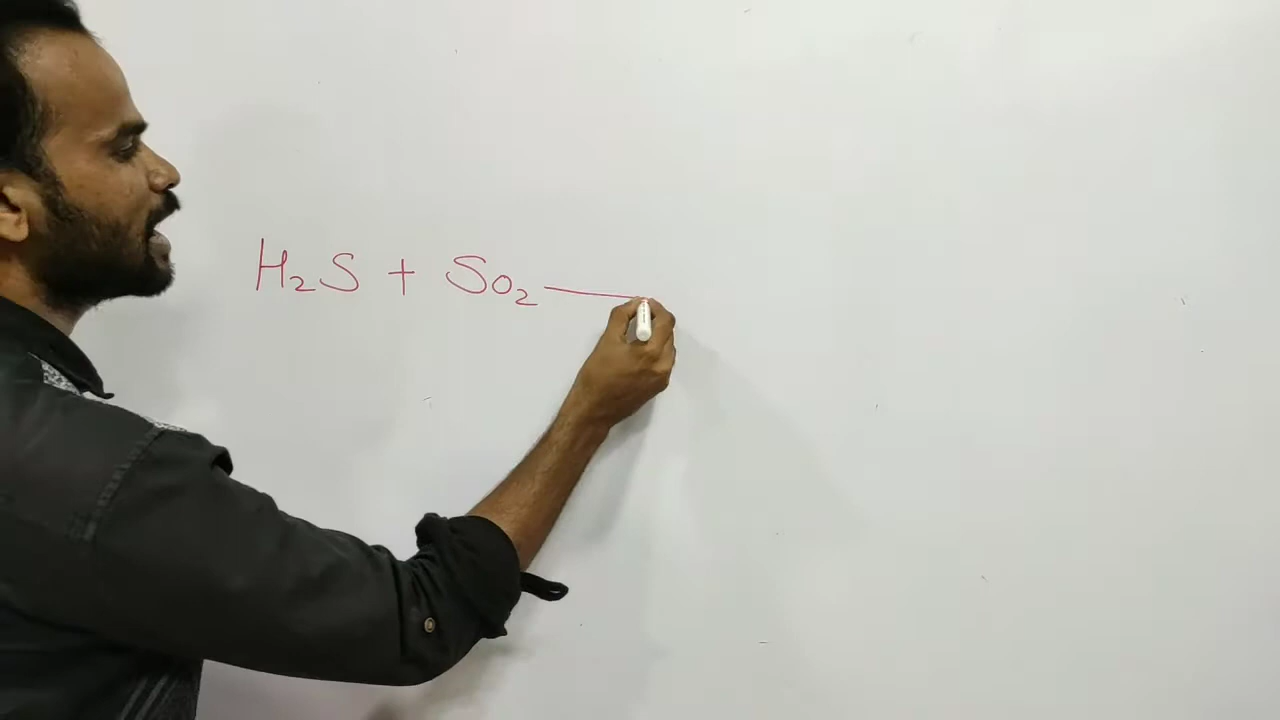 H₂S + SO₂ —